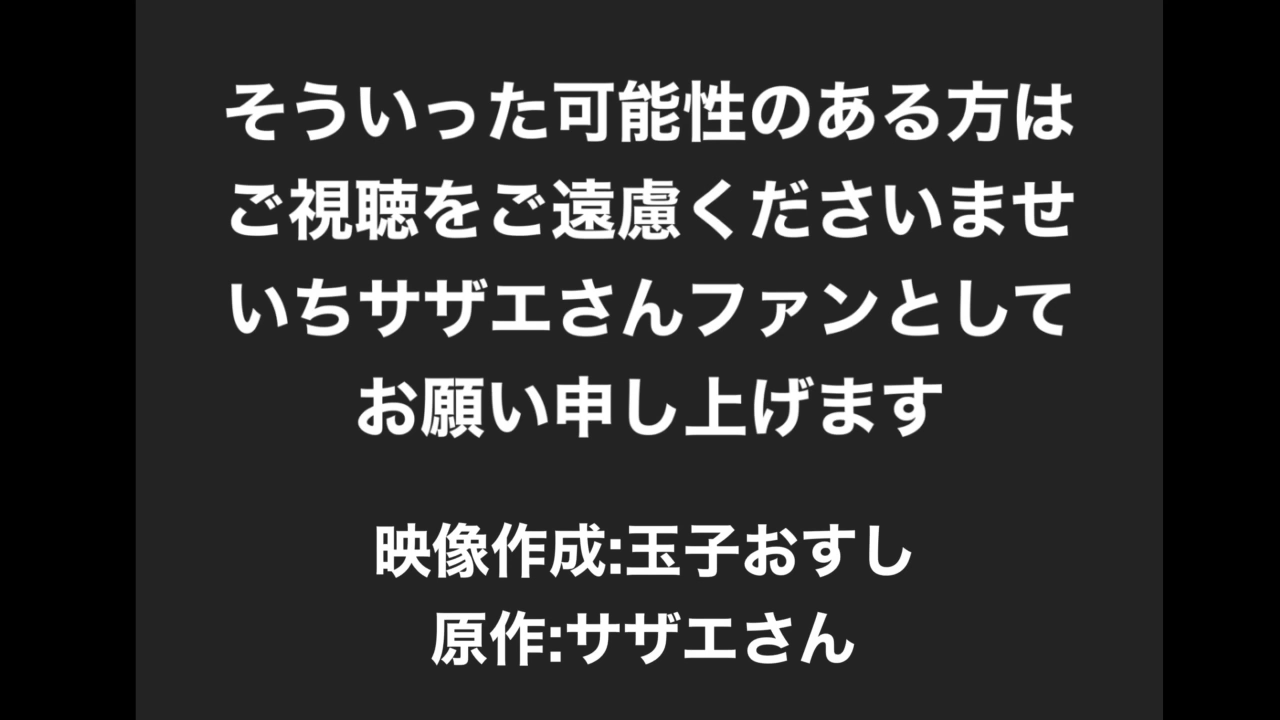 そういった可能性のある方は
ご視聴をご遠慮くださいませ
いちサザエさんファンとして
お願い申し上げます
映像作成:玉子おすし
原作:サザエさん